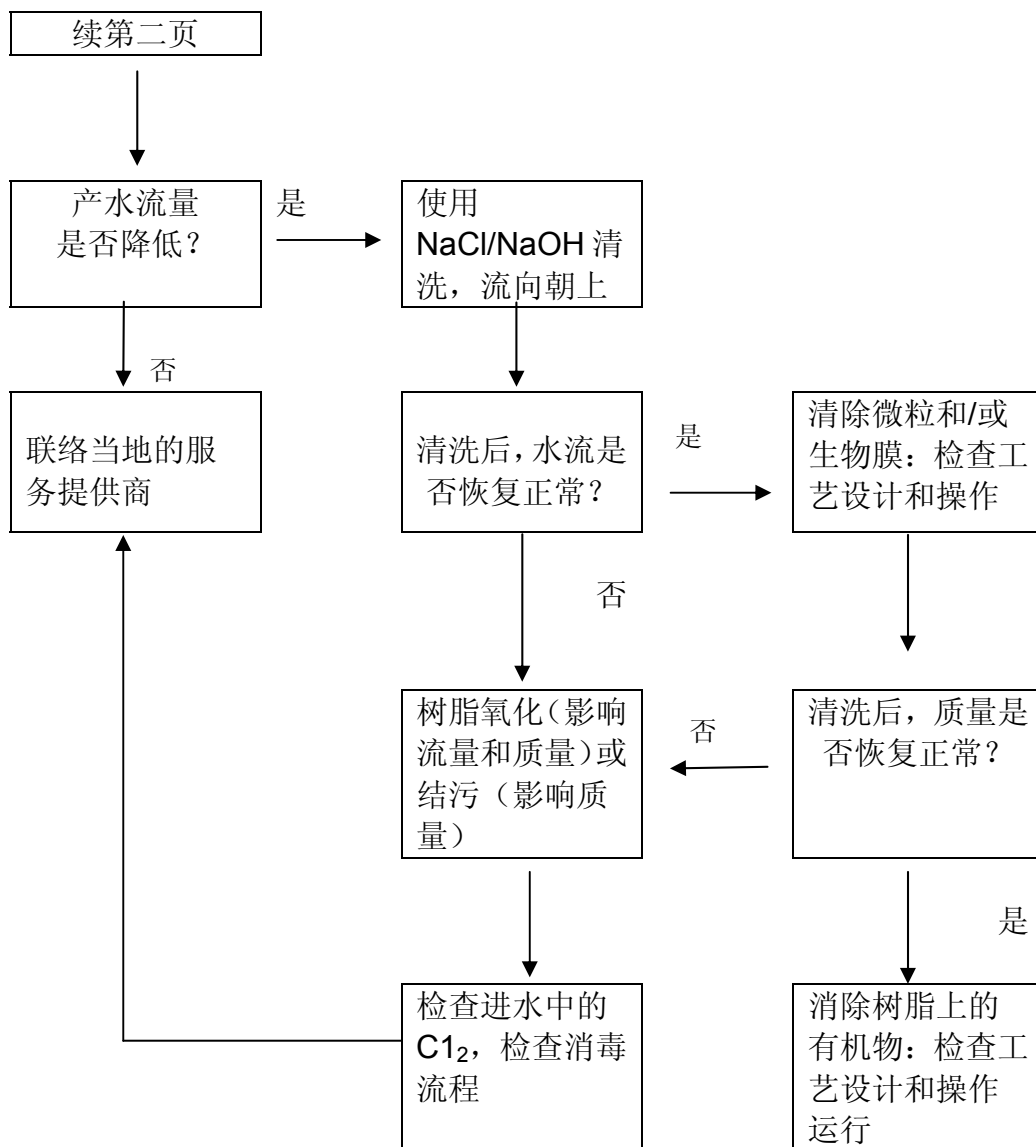 续第二页
产水流量
是否降低？
是
使用
NaCl/NaOH 清
洗，流向朝上
否
联络当地的服
务提供商
清洗后，水流是
否恢复正常？
是
清除微粒和/或
生物膜：检查工
艺设计和操作
否
树脂氧化（影响
流量和质量）或
结污（影响质
量）
否
清洗后，质量是
否恢复正常？
是
检查进水中的
C1₂，检查消毒
流程
消除树脂上的
有机物：检查工
艺设计和操作
运行